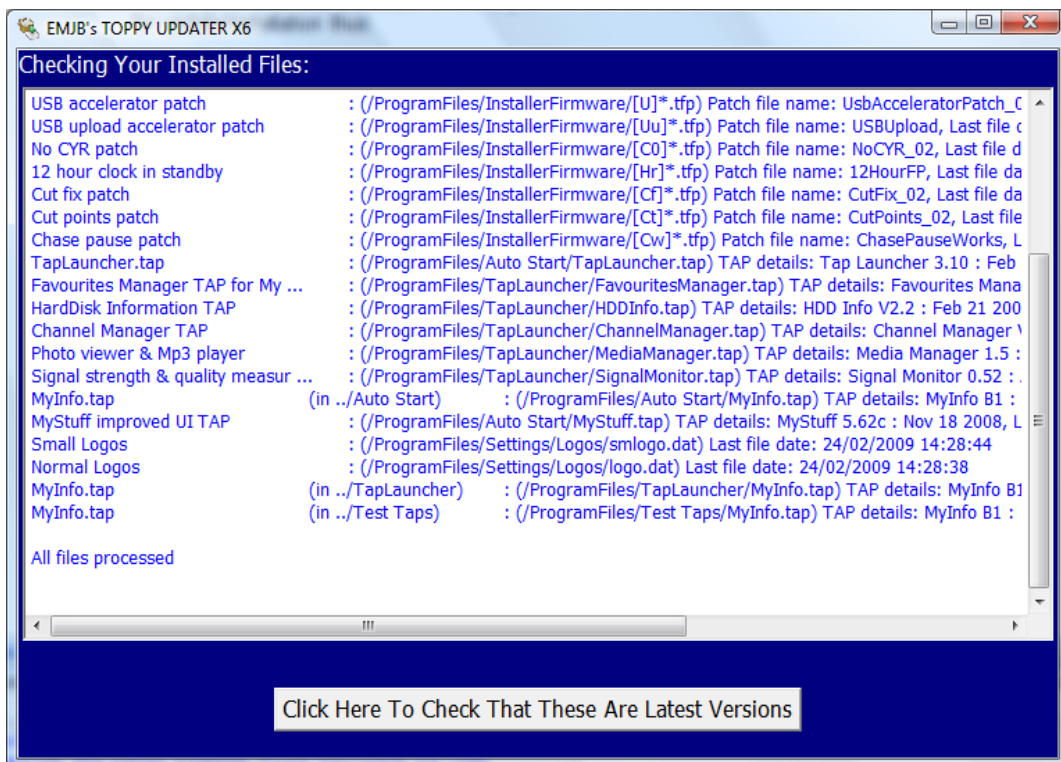 EMJB's TOPPY UPDATER X6
Checking Your Installed Files:
USB accelerator patch : (/ProgramFiles/InstallerFirmware/[U]*.tfp) Patch file name: UsbAcceleratorPatch_0
USB upload accelerator patch : (/ProgramFiles/InstallerFirmware/[Uu]*.tfp) Patch file name: USBUpload, Last file d
No CYR patch : (/ProgramFiles/InstallerFirmware/[C0]*.tfp) Patch file name: NoCYR_02, Last file d
12 hour clock in standby : (/ProgramFiles/InstallerFirmware/[Hr]*.tfp) Patch file name: 12HourFP, Last file da
Cut fix patch : (/ProgramFiles/InstallerFirmware/[Cf]*.tfp) Patch file name: CutFix_02, Last file da
Cut points patch : (/ProgramFiles/InstallerFirmware/[Ct]*.tfp) Patch file name: CutPoints_02, Last file
Chase pause patch : (/ProgramFiles/InstallerFirmware/[Cw]*.tfp) Patch file name: ChasePauseWorks, L
TapLauncher.tap : (/ProgramFiles/Auto Start/TapLauncher.tap) TAP details: Tap Launcher 3.10 : Feb
Favourites Manager TAP for My ... : (/ProgramFiles/TapLauncher/FavouritesManager.tap) TAP details: Favourites Mana
HardDisk Information TAP : (/ProgramFiles/TapLauncher/HDDInfo.tap) TAP details: HDD Info V2.2 : Feb 21 200
Channel Manager TAP : (/ProgramFiles/TapLauncher/ChannelManager.tap) TAP details: Channel Manager V
Photo viewer & Mp3 player : (/ProgramFiles/TapLauncher/MediaManager.tap) TAP details: Media Manager 1.5 :
Signal strength & quality measur ... : (/ProgramFiles/TapLauncher/SignalMonitor.tap) TAP details: Signal Monitor 0.52 :
MyInfo.tap (in ../Auto Start) : (/ProgramFiles/Auto Start/MyInfo.tap) TAP details: MyInfo B1 :
MyStuff improved UI TAP : (/ProgramFiles/Auto Start/MyStuff.tap) TAP details: MyStuff 5.62c : Nov 18 2008, L
Small Logos : (/ProgramFiles/Settings/Logos/smlogo.dat) Last file date: 24/02/2009 14:28:44
Normal Logos : (/ProgramFiles/Settings/Logos/logo.dat) Last file date: 24/02/2009 14:28:38
MyInfo.tap (in ../TapLauncher) : (/ProgramFiles/TapLauncher/MyInfo.tap) TAP details: MyInfo B1
MyInfo.tap (in ../Test Taps) : (/ProgramFiles/Test Taps/MyInfo.tap) TAP details: MyInfo B1 :
All files processed
Click Here To Check That These Are Latest Versions